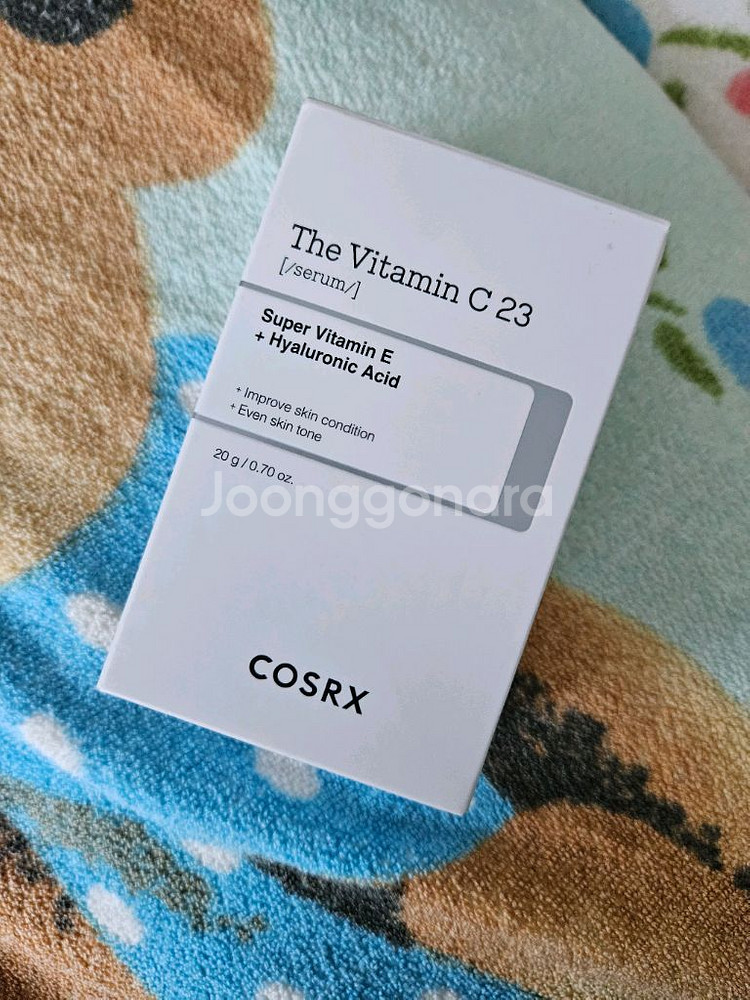 The Vitamin C 23
[/serum/]
Super Vitamin E
+ Hyaluronic Acid
+ Improve skin condition
+ Even skin tone
20 g / 0.70 oz.
Joonggonara
COSRX